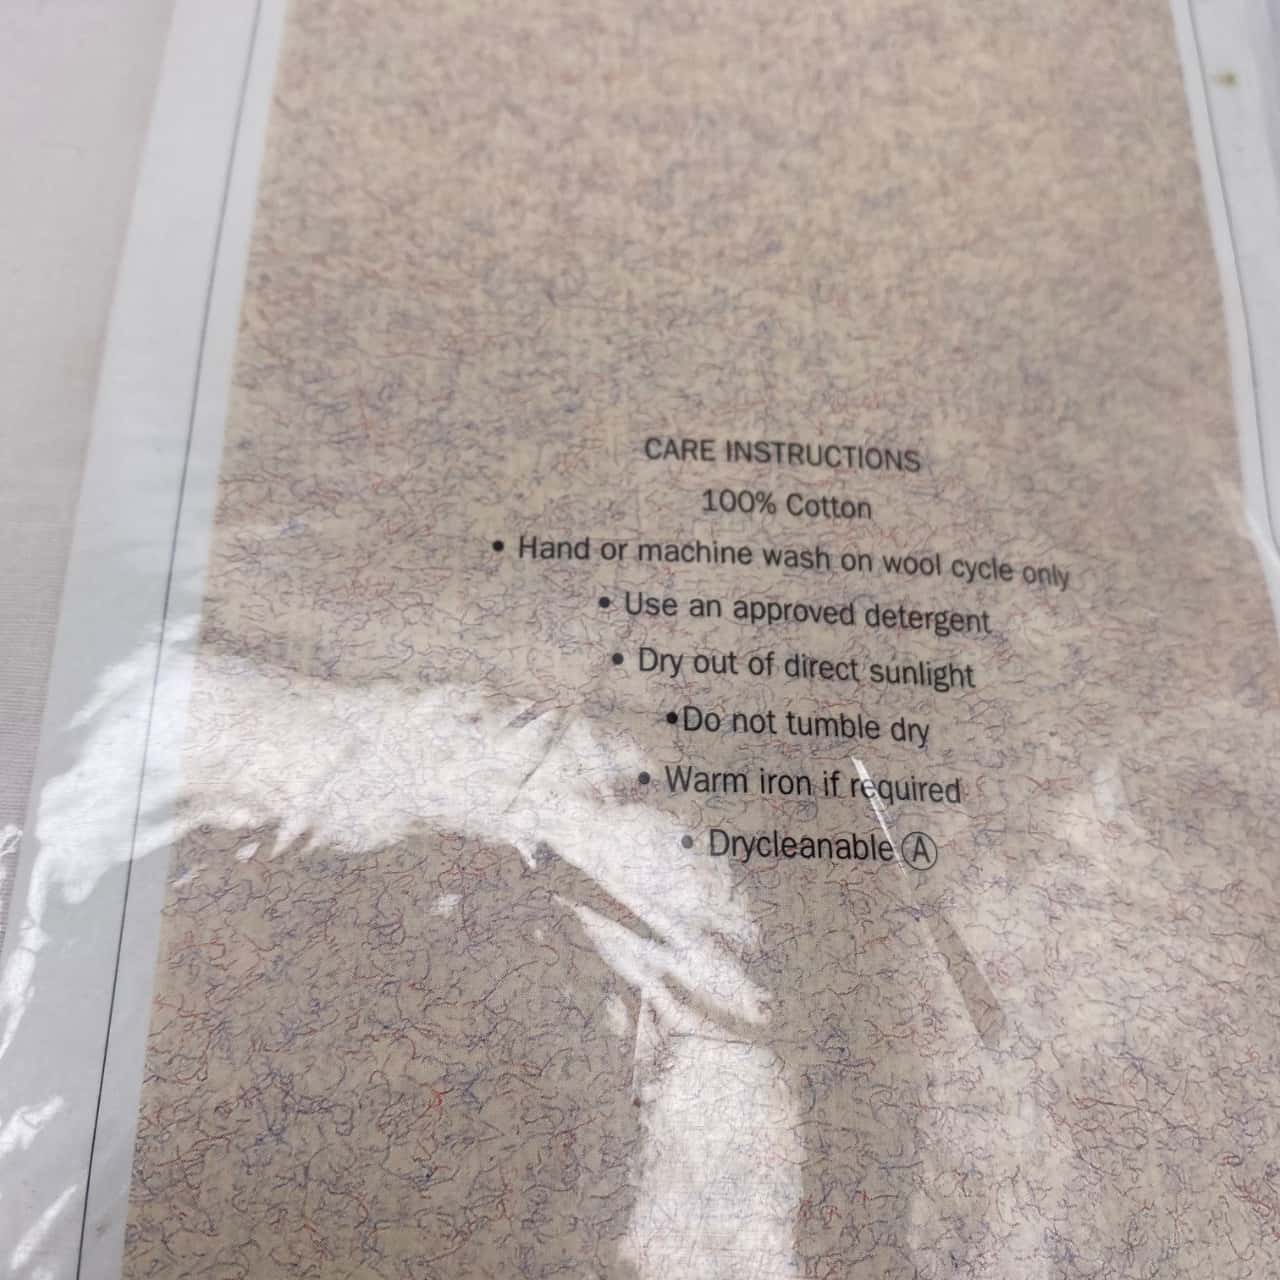 CARE INSTRUCTIONS
100% Cotton
• Hand or machine wash on wool cycle only
• Use an approved detergent
• Dry out of direct sunlight
•Do not tumble dry
• Warm iron if required
• Drycleanable Ⓐ